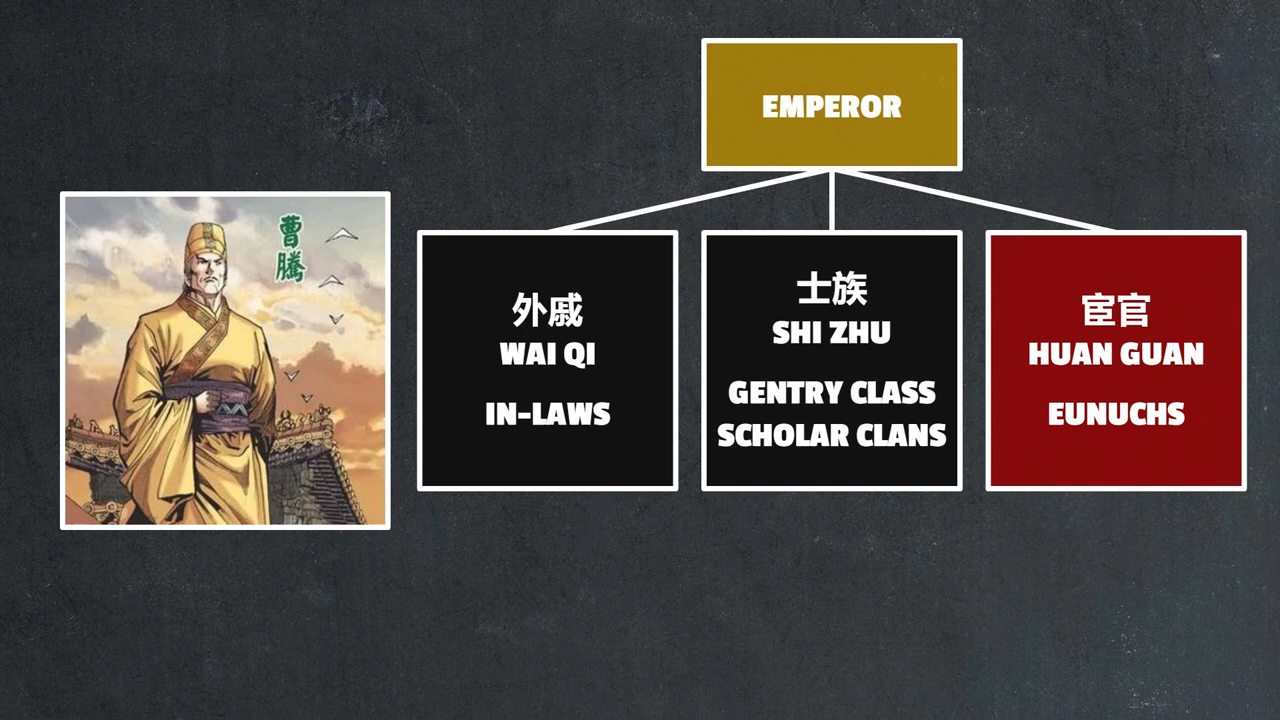 曹
騰
EMPEROR
外戚
WAI QI
IN-LAWS
士族
SHI ZHU
GENTRY CLASS
SCHOLAR CLANS
宦官
HUAN GUAN
EUNUCHS